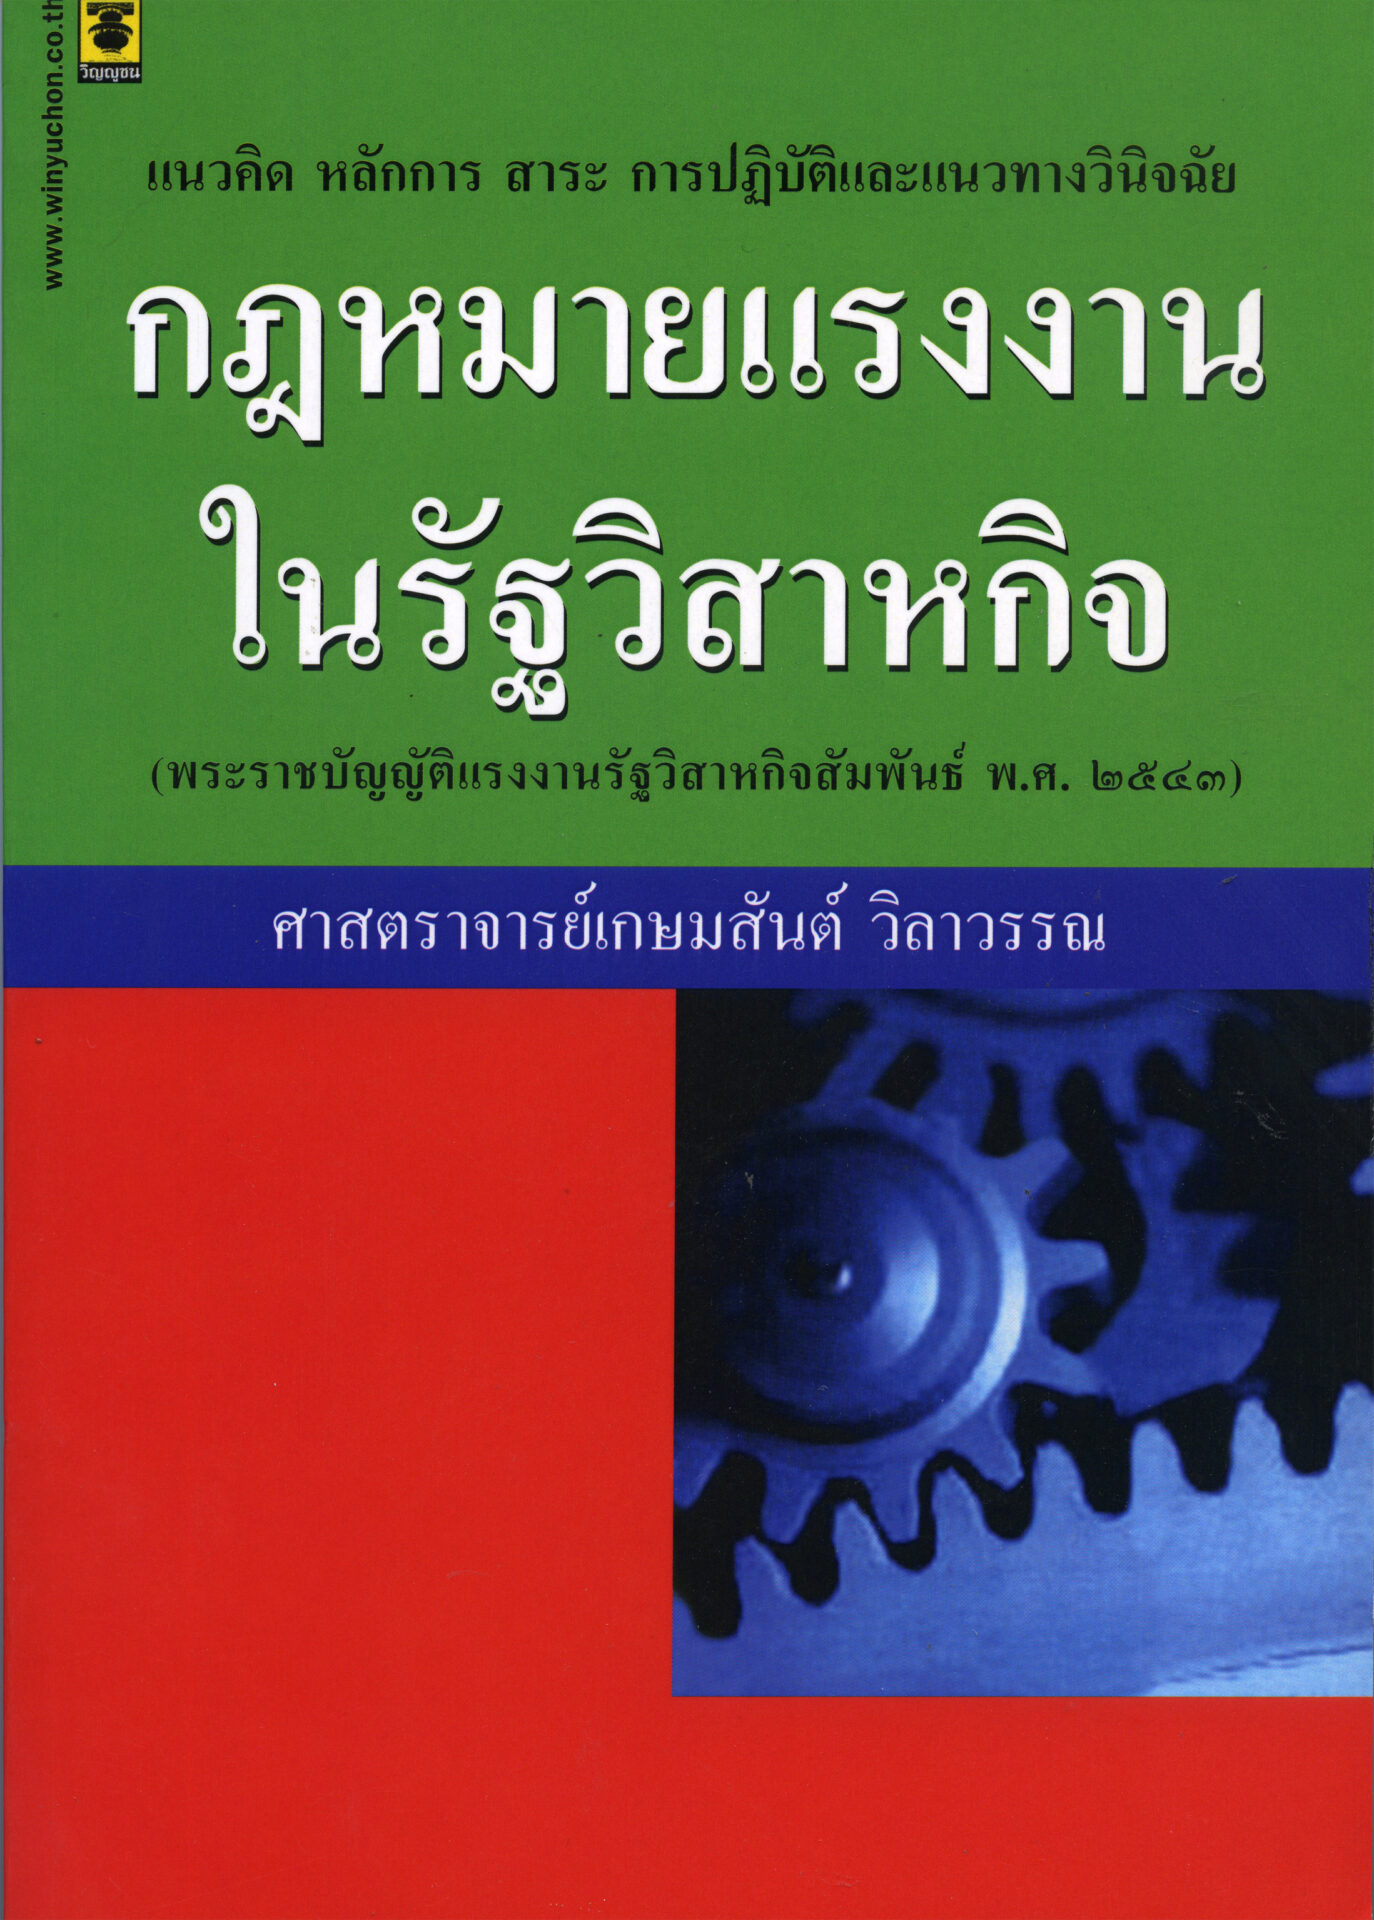 www.winyuchon.co.th
วิญญูชน
แนวคิด หลักการ สาระ การปฏิบัติและแนวทางวินิจฉัย
กฎหมายแรงงาน
ในรัฐวิสาหกิจ
(พระราชบัญญัติแรงงานรัฐวิสาหกิจสัมพันธ์ พ.ศ. ๒๕๔๓)
ศาสตราจารย์เกษมสันต์ วิลาวรรณ